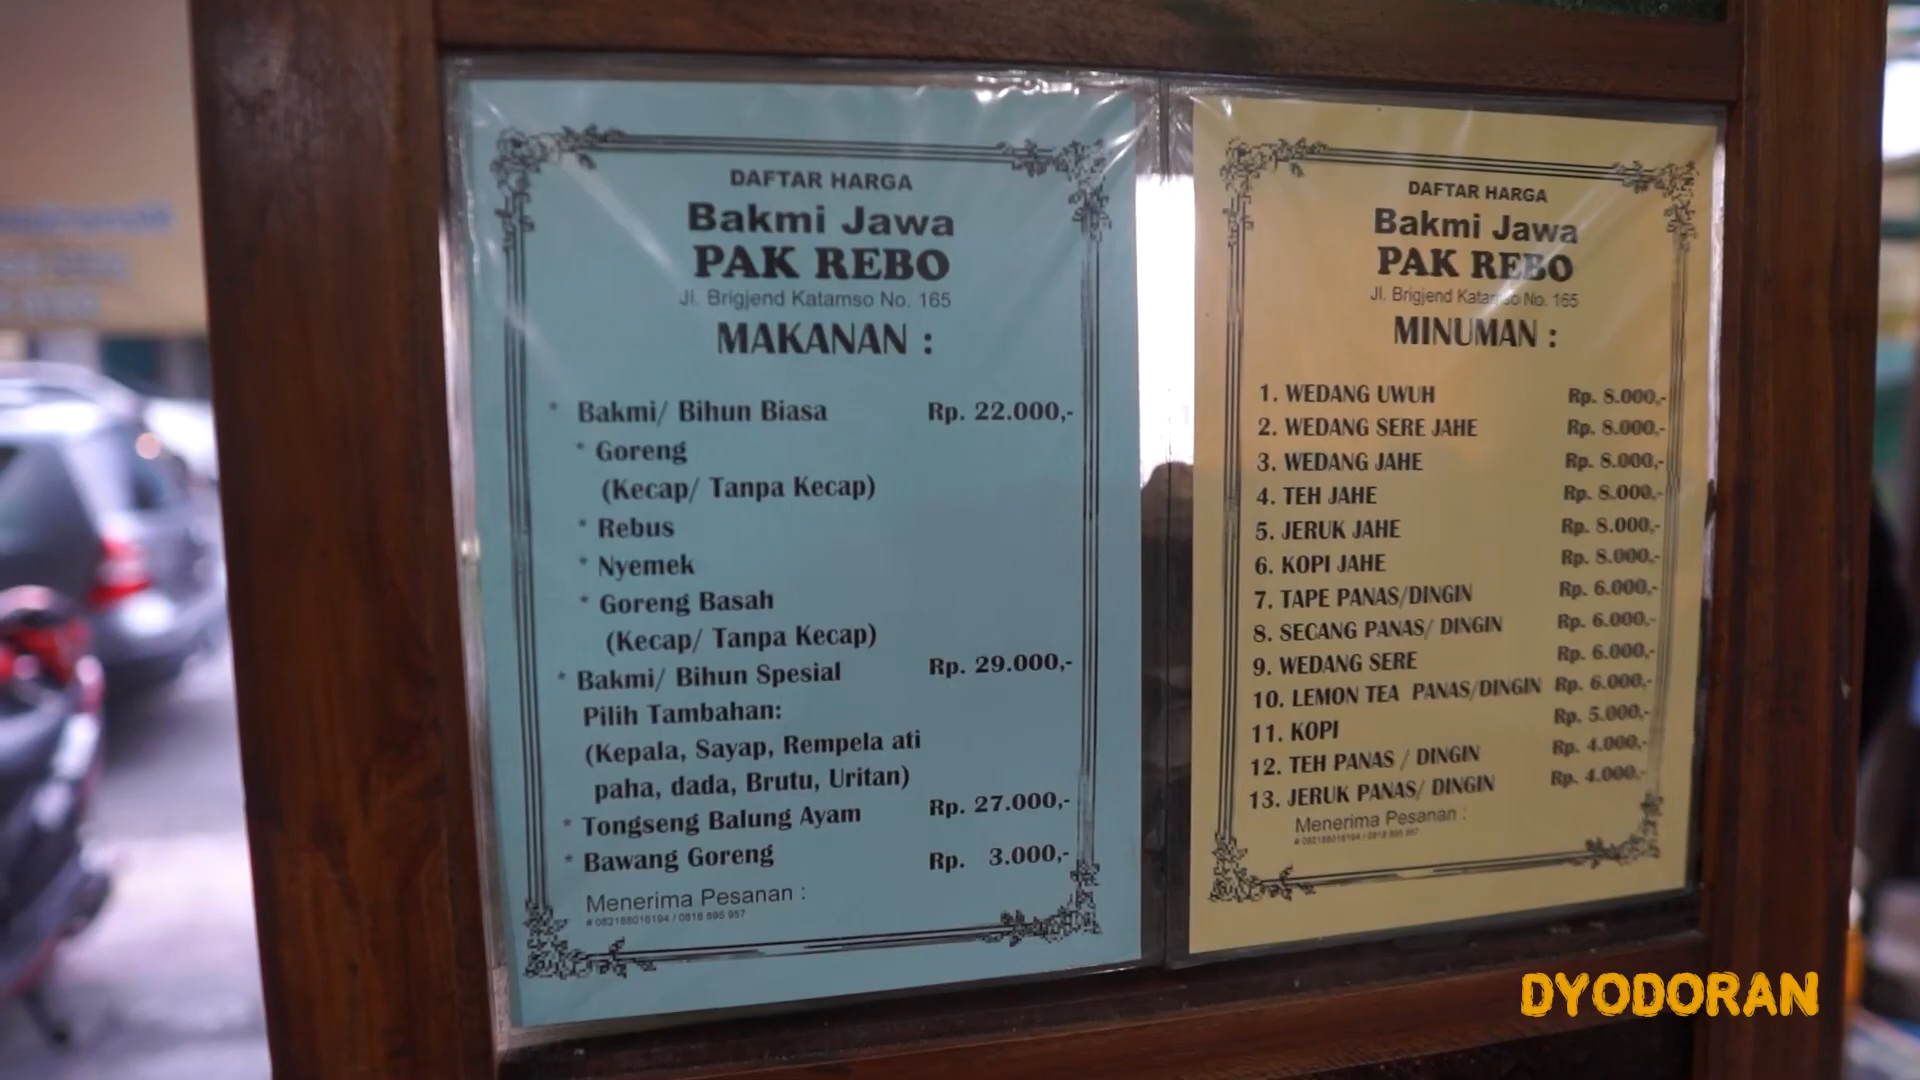 DAFTAR HARGA
Bakmi Jawa
PAK REBO
Jl. Brigjend Katamso No. 165
MAKANAN :
* Bakmi/ Bihun Biasa Rp. 22.000,-
* Goreng
(Kecap/ Tanpa Kecap)
* Rebus
* Nyemek
* Goreng Basah
(Kecap/ Tanpa Kecap)
* Bakmi/ Bihun Spesial Rp. 29.000,-
Pilih Tambahan:
(Kepala, Sayap, Rempela ati
paha, dada, Brutu, Uritan)
* Tongseng Balung Ayam Rp. 27.000,-
* Bawang Goreng Rp. 3.000,-
Menerima Pesanan :
DAFTAR HARGA
Bakmi Jawa
PAK REBO
Jl. Brigjend Katamso No. 165
MINUMAN :
1. WEDANG UWUH Rp. 8.000,-
2. WEDANG SERE JAHE Rp. 8.000,-
3. WEDANG JAHE Rp. 8.000,-
4. TEH JAHE Rp. 8.000,-
5. JERUK JAHE Rp. 8.000,-
6. KOPI JAHE Rp. 8.000,-
7. TAPE PANAS/DINGIN Rp. 6.000,-
8. SECANG PANAS/ DINGIN Rp. 6.000,-
9. WEDANG SERE Rp. 6.000,-
10. LEMON TEA PANAS/DINGIN Rp. 6.000,-
11. KOPI Rp. 5.000,-
12. TEH PANAS / DINGIN Rp. 4.000,-
13. JERUK PANAS/ DINGIN Rp. 4.000,-
Menerima Pesanan :
DYODORAN